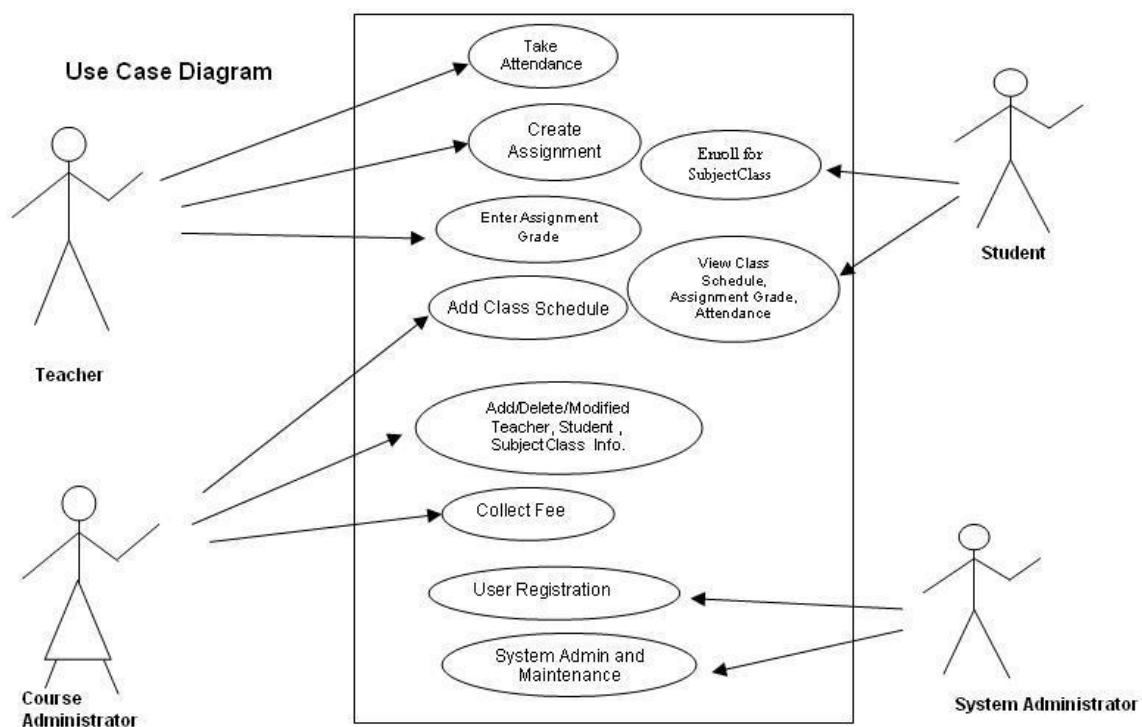 Use Case Diagram
Take
Attendance
Create
Assignment
Enroll for
SubjectClass
Enter Assignment
Grade
View Class
Schedule,
Assignment Grade,
Attendance
Add Class Schedule
Student
Teacher
Add/Delete/Modified
Teacher, Student ,
SubjectClass Info.
Collect Fee
User Registration
System Admin and
Maintenance
Course
Administrator
System Administrator